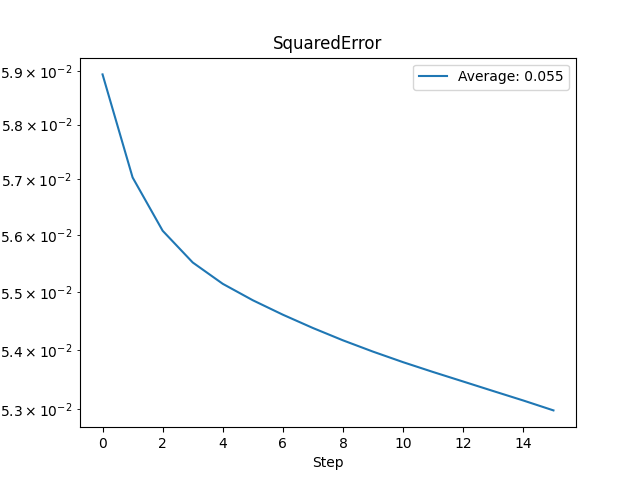 SquaredError
Average: 0.055
5.9 × 10⁻²
5.8 × 10⁻²
5.7 × 10⁻²
5.6 × 10⁻²
5.5 × 10⁻²
5.4 × 10⁻²
5.3 × 10⁻²
0 2 4 6 8 10 12 14
Step